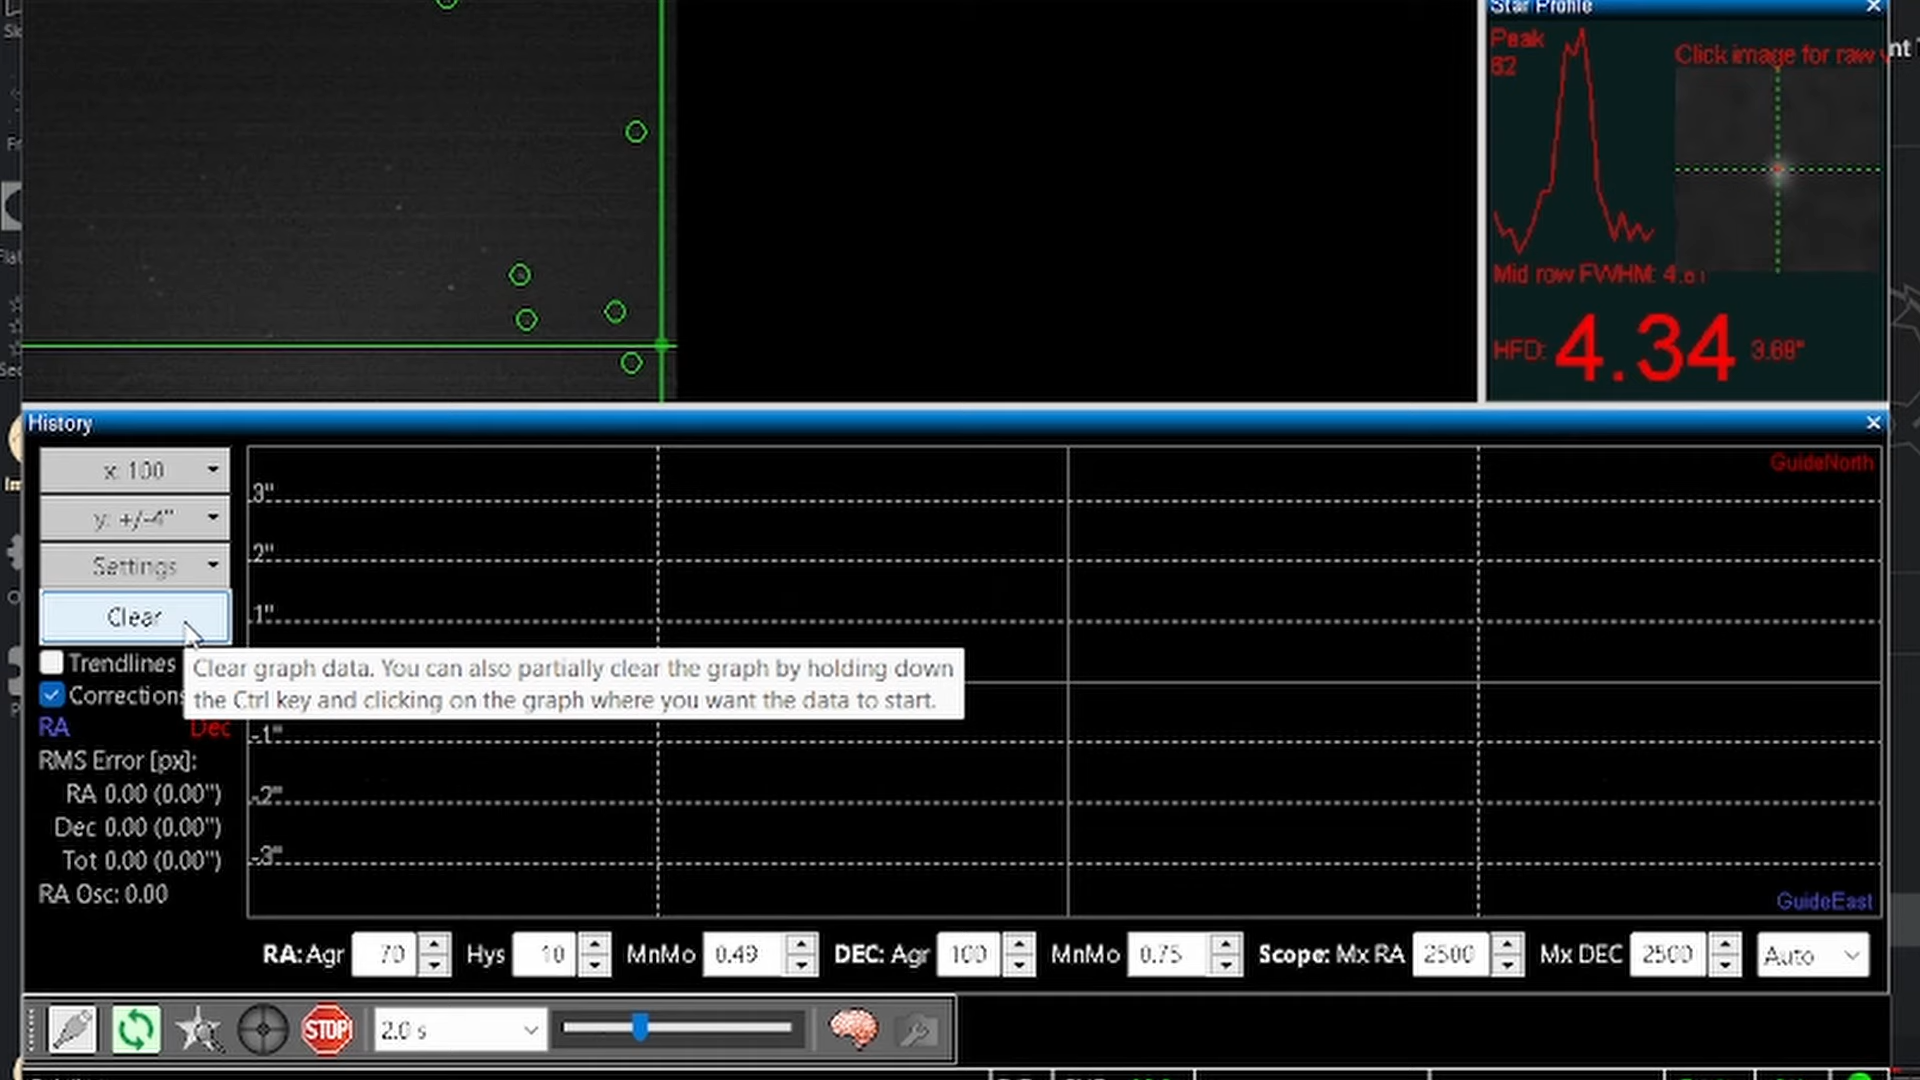 Star Profile
Peak
62
Click image for raw
Mid row FWHM: 4.61
HFD: 4.34 3.68"
History
x: 100
y: +/-4"
Settings
Clear
Trendlines
Corrections
RA Dec
RMS Error [px]:
RA 0.00 (0.00")
Dec 0.00 (0.00")
Tot 0.00 (0.00")
RA Osc: 0.00
GuideNorth
3"
2"
1"
Clear graph data. You can also partially clear the graph by holding down
the Ctrl key and clicking on the graph where you want the data to start.
-1"
-2"
-3"
GuideEast
RA: Agr 70 Hys 10 MnMo 0.49 DEC: Agr 100 MnMo 0.75 Scope: Mx RA 2500 Mx DEC 2500 Auto
STOP
2.0 s